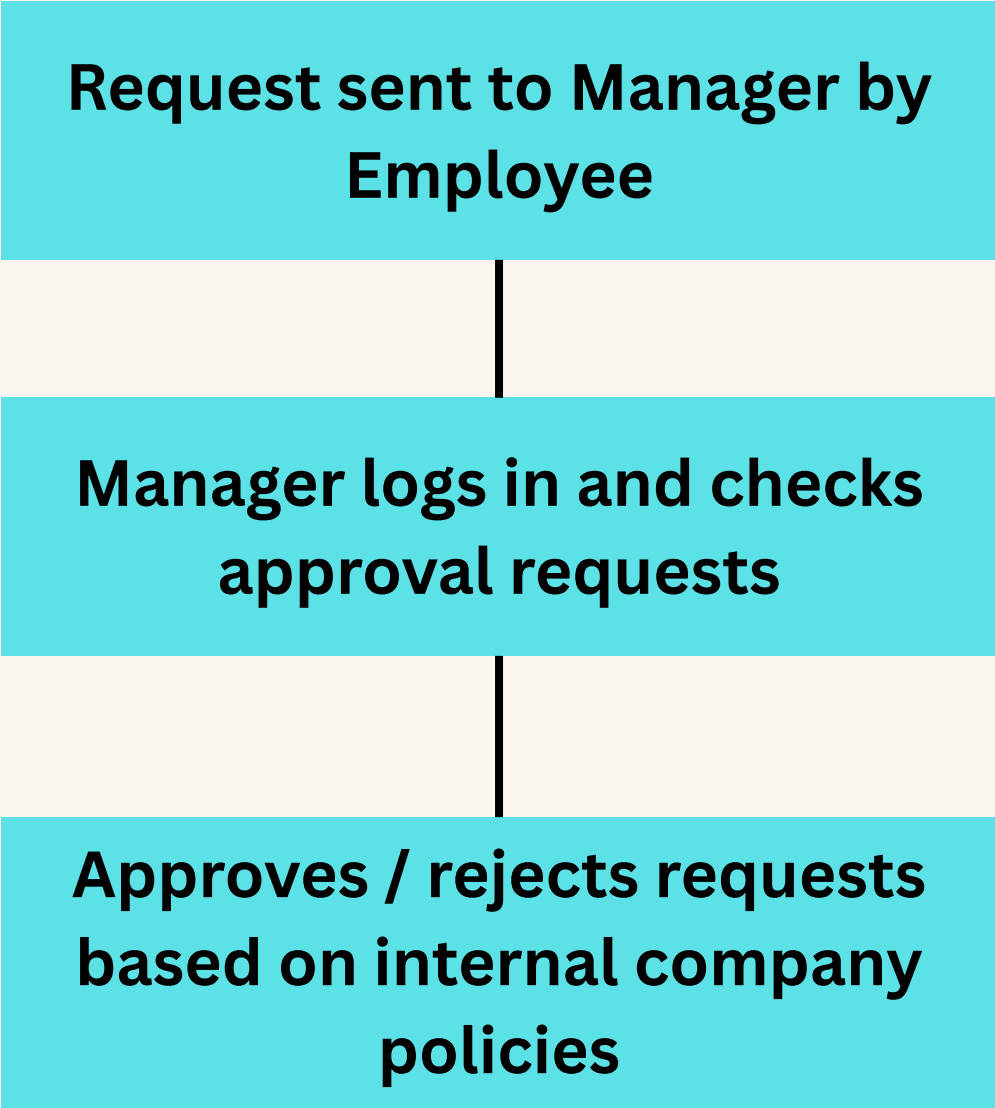 Request sent to Manager by
Employee
Manager logs in and checks
approval requests
Approves / rejects requests
based on internal company
policies